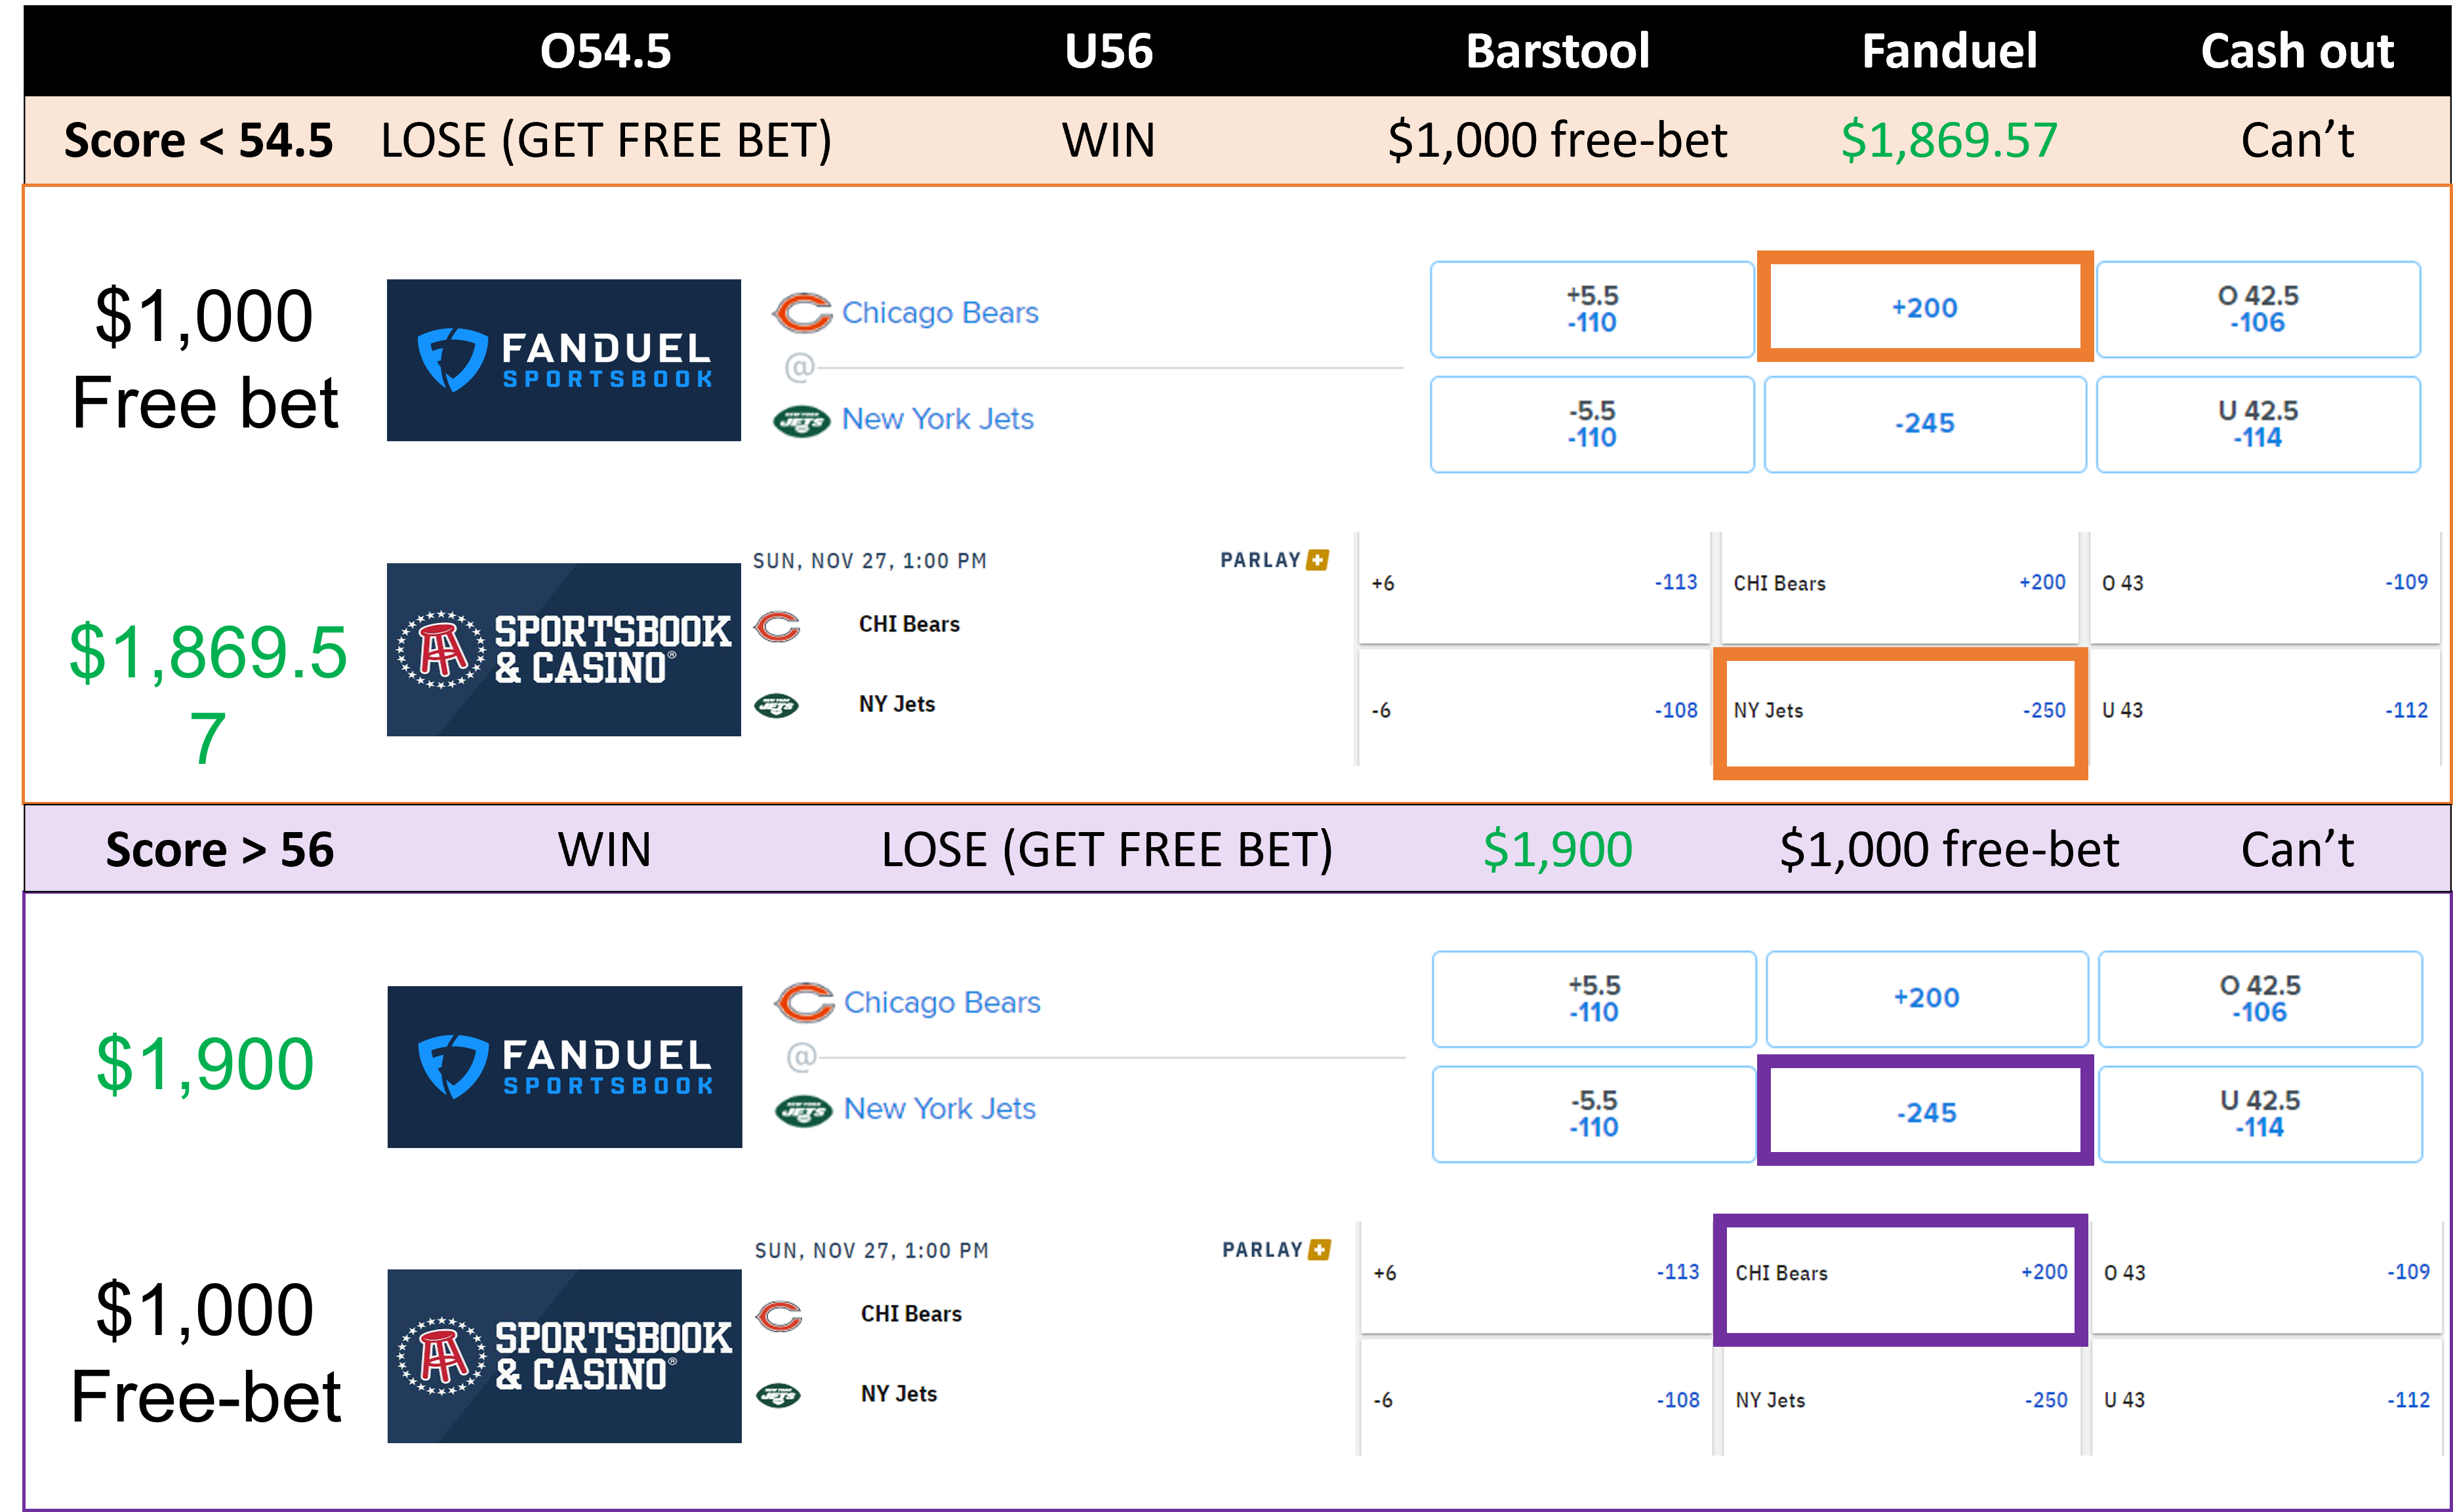 O54.5 U56 Barstool Fanduel Cash out
Score < 54.5 LOSE (GET FREE BET) WIN $1,000 free-bet $1,869.57 Can't
$1,000
Free bet
FANDUEL
SPORTSBOOK
Chicago Bears
@
New York Jets
+5.5
-110
+200
O 42.5
-106
-5.5
-110
-245
U 42.5
-114
$1,869.5
7
SPORTSBOOK
& CASINO®
SUN, NOV 27, 1:00 PM PARLAY +
CHI Bears
NY Jets
+6 -113 CHI Bears +200 O 43 -109
-6 -108 NY Jets -250 U 43 -112
Score > 56 WIN LOSE (GET FREE BET) $1,900 $1,000 free-bet Can't
$1,900
FANDUEL
SPORTSBOOK
Chicago Bears
@
New York Jets
+5.5
-110
+200
O 42.5
-106
-5.5
-110
-245
U 42.5
-114
$1,000
Free-bet
SPORTSBOOK
& CASINO®
SUN, NOV 27, 1:00 PM PARLAY +
CHI Bears
NY Jets
+6 -113 CHI Bears +200 O 43 -109
-6 -108 NY Jets -250 U 43 -112